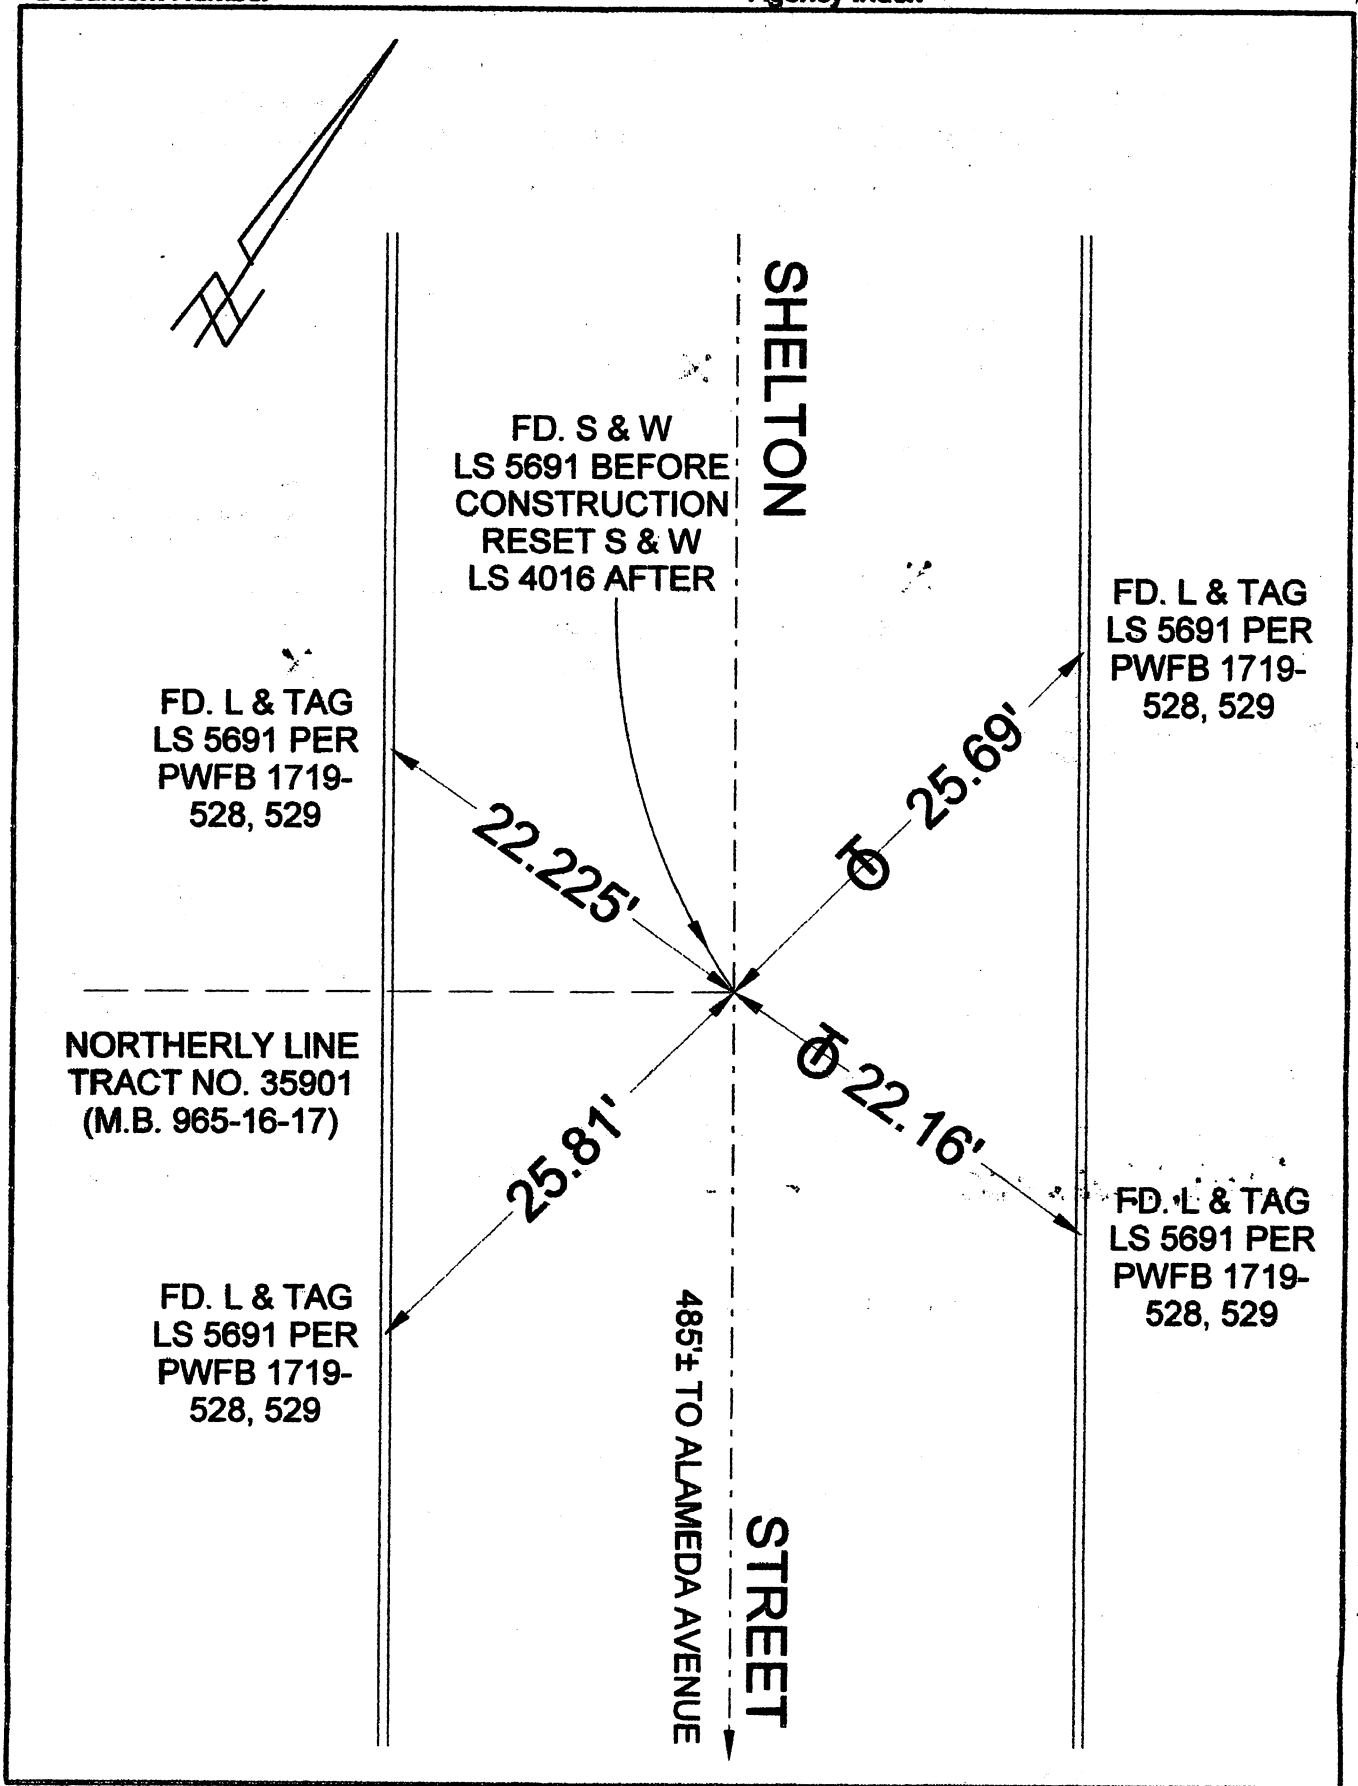 SHELTON
FD. S & W
LS 5691 BEFORE
CONSTRUCTION
RESET S & W
LS 4016 AFTER
FD. L & TAG
LS 5691 PER
PWFB 1719-
528, 529
FD. L & TAG
LS 5691 PER
PWFB 1719-
528, 529
25.69'
22.225'
NORTHERLY LINE
TRACT NO. 35901
(M.B. 965-16-17)
22.16'
25.81'
FD. L & TAG
LS 5691 PER
PWFB 1719-
528, 529
FD. L & TAG
LS 5691 PER
PWFB 1719-
528, 529
485'± TO ALAMEDA AVENUE
STREET